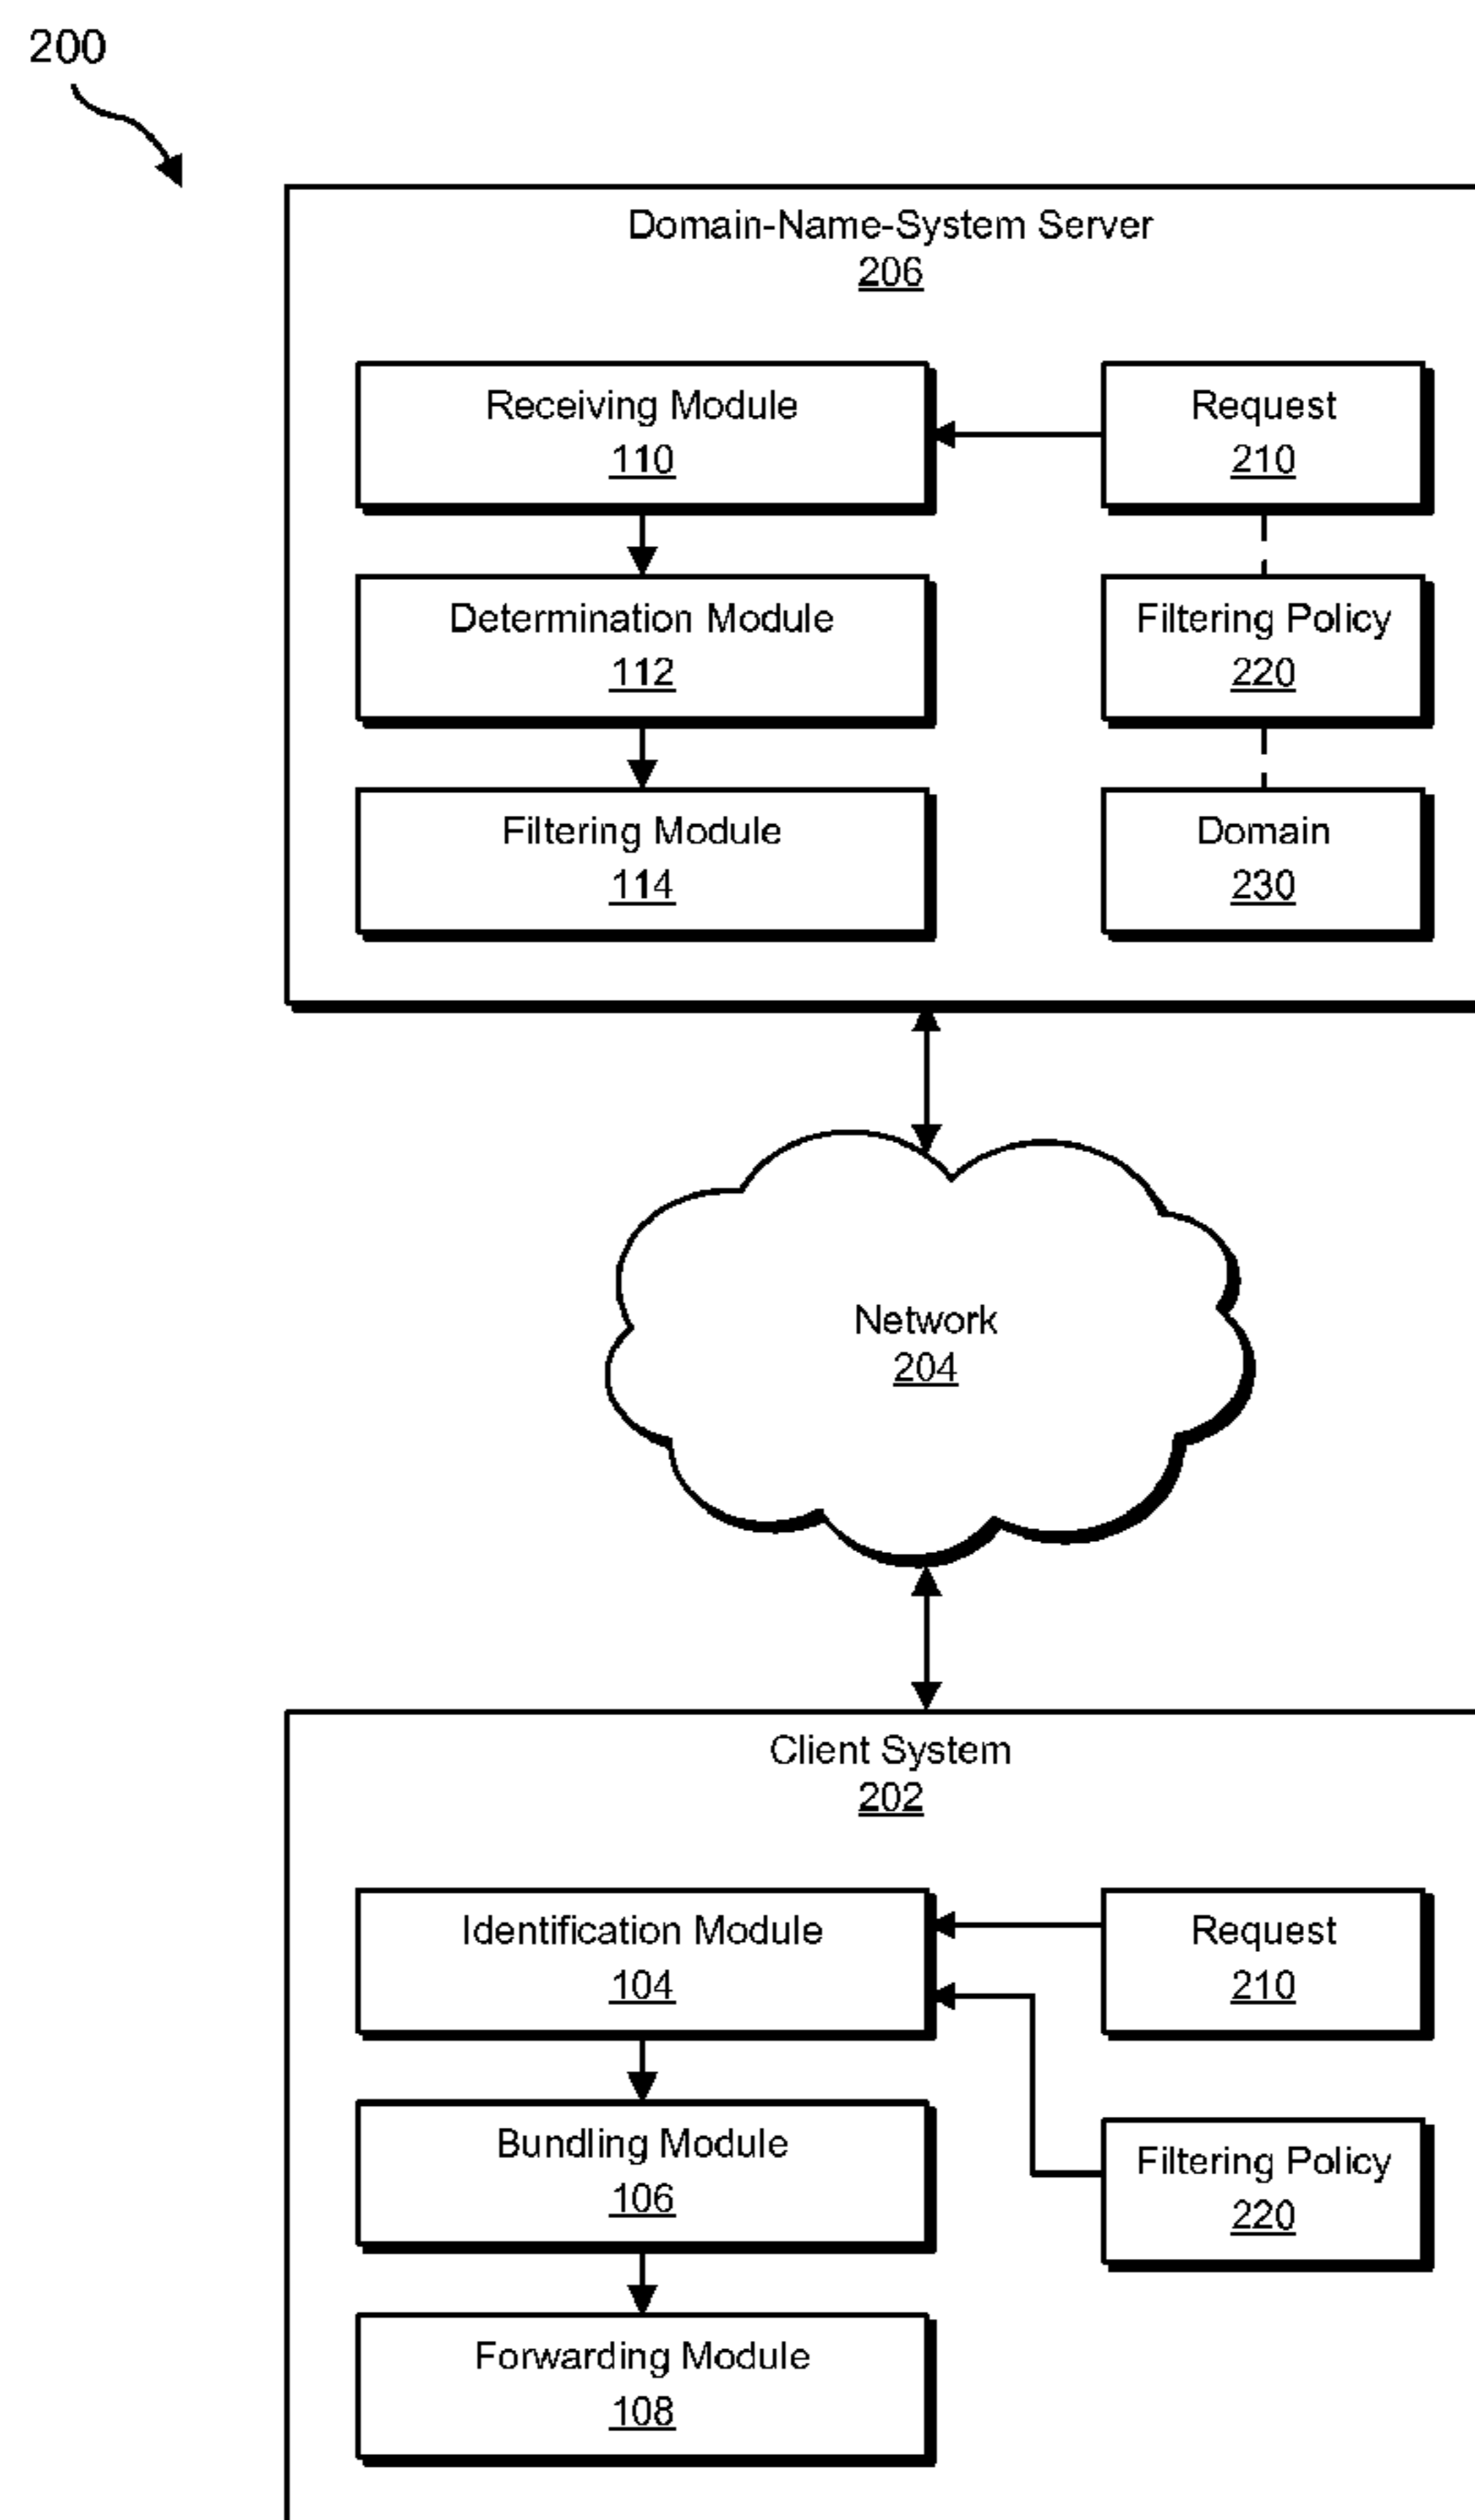 200
Domain-Name-System Server
206
Receiving Module
110
Request
210
Determination Module
112
Filtering Policy
220
Filtering Module
114
Domain
230
Network
204
Client System
202
Identification Module
104
Request
210
Bundling Module
106
Filtering Policy
220
Forwarding Module
108